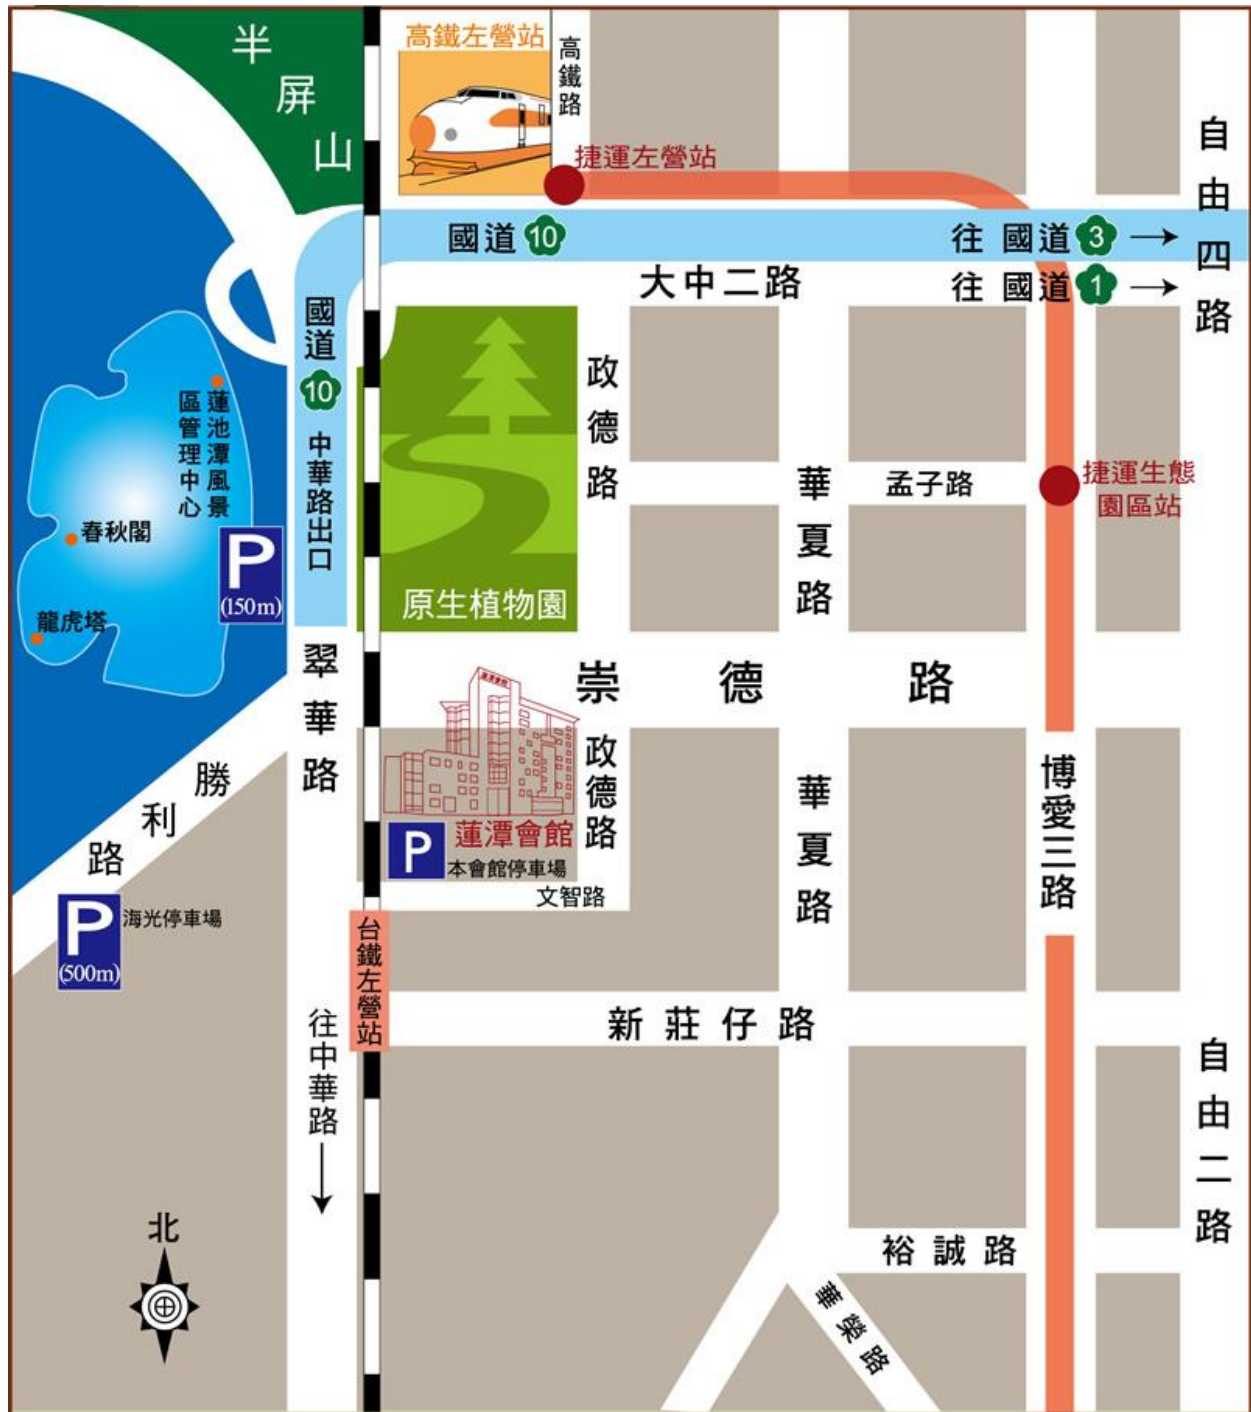 半屏山
高鐵左營站
高鐵路
捷運左營站
自由四路
國道 10
往 國道 3 →
大中二路
往 國道 1 →
國道 10 中華路出口
政德路
蓮池潭風景
區管理中心
華夏路
孟子路
捷運生態
園區站
春秋閣
P
(150m)
原生植物園
龍虎塔
翠華路
崇德路
蓮潭會館
政德路
勝利路
華夏路
博愛三路
P
蓮潭會館
本會館停車場
文智路
P
(500m)
海光停車場
台鐵左營站
往中華路
新莊仔路
自由二路
北
裕誠路
華榮路